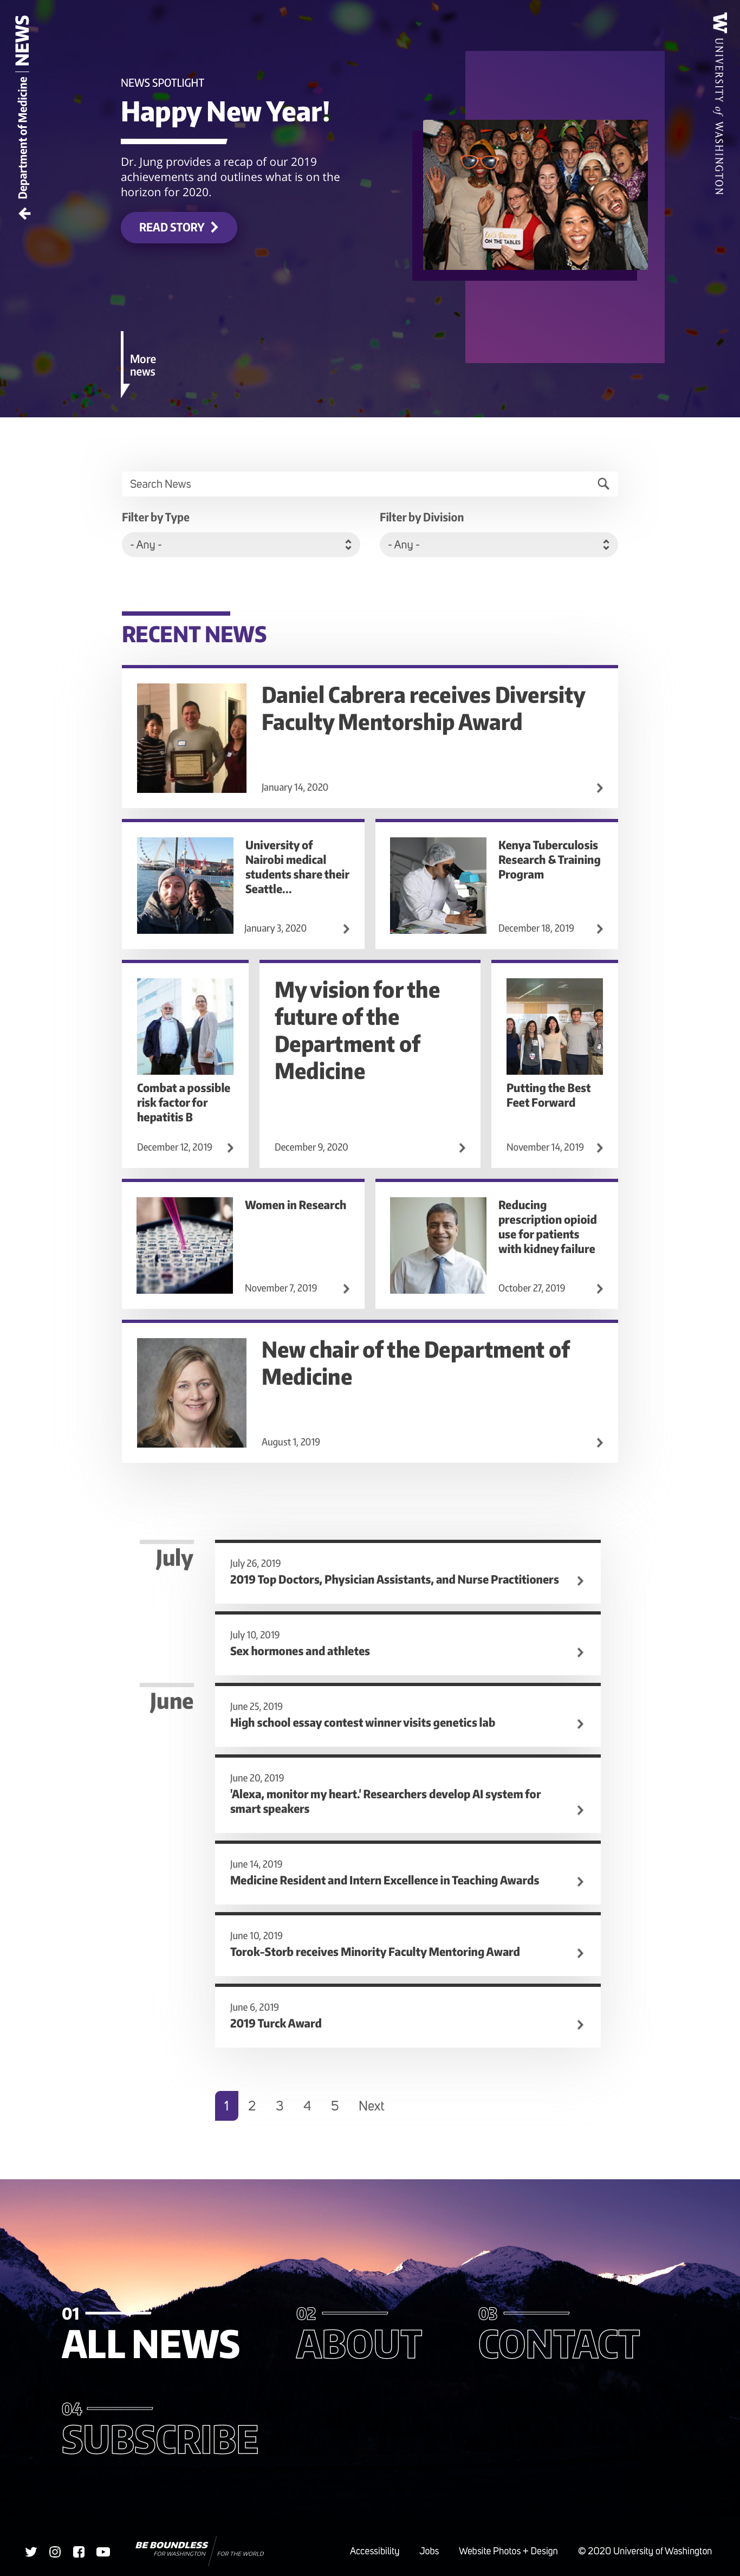 Department of Medicine | NEWS
W UNIVERSITY of WASHINGTON
NEWS SPOTLIGHT
Happy New Year!
Dr. Jung provides a recap of our 2019
achievements and outlines what is on the
horizon for 2020.
READ STORY
Let's Dance
ON THE TABLES
More
news
Search News
Filter by Type
- Any -
Filter by Division
- Any -
RECENT NEWS
Daniel Cabrera receives Diversity
Faculty Mentorship Award
January 14, 2020
University of
Nairobi medical
students share their
Seattle...
January 3, 2020
Kenya Tuberculosis
Research & Training
Program
December 18, 2019
Combat a possible
risk factor for
hepatitis B
December 12, 2019
My vision for the
future of the
Department of
Medicine
December 9, 2020
Putting the Best
Feet Forward
November 14, 2019
Women in Research
November 7, 2019
Reducing
prescription opioid
use for patients
with kidney failure
October 27, 2019
New chair of the Department of
Medicine
August 1, 2019
July
July 26, 2019
2019 Top Doctors, Physician Assistants, and Nurse Practitioners
July 10, 2019
Sex hormones and athletes
June
June 25, 2019
High school essay contest winner visits genetics lab
June 20, 2019
'Alexa, monitor my heart.' Researchers develop AI system for
smart speakers
June 14, 2019
Medicine Resident and Intern Excellence in Teaching Awards
June 10, 2019
Torok-Storb receives Minority Faculty Mentoring Award
June 6, 2019
2019 Turck Award
1 2 3 4 5 Next
01
ALL NEWS
02
ABOUT
03
CONTACT
04
SUBSCRIBE
BE BOUNDLESS
FOR WASHINGTON
FOR THE WORLD
Accessibility Jobs Website Photos + Design © 2020 University of Washington